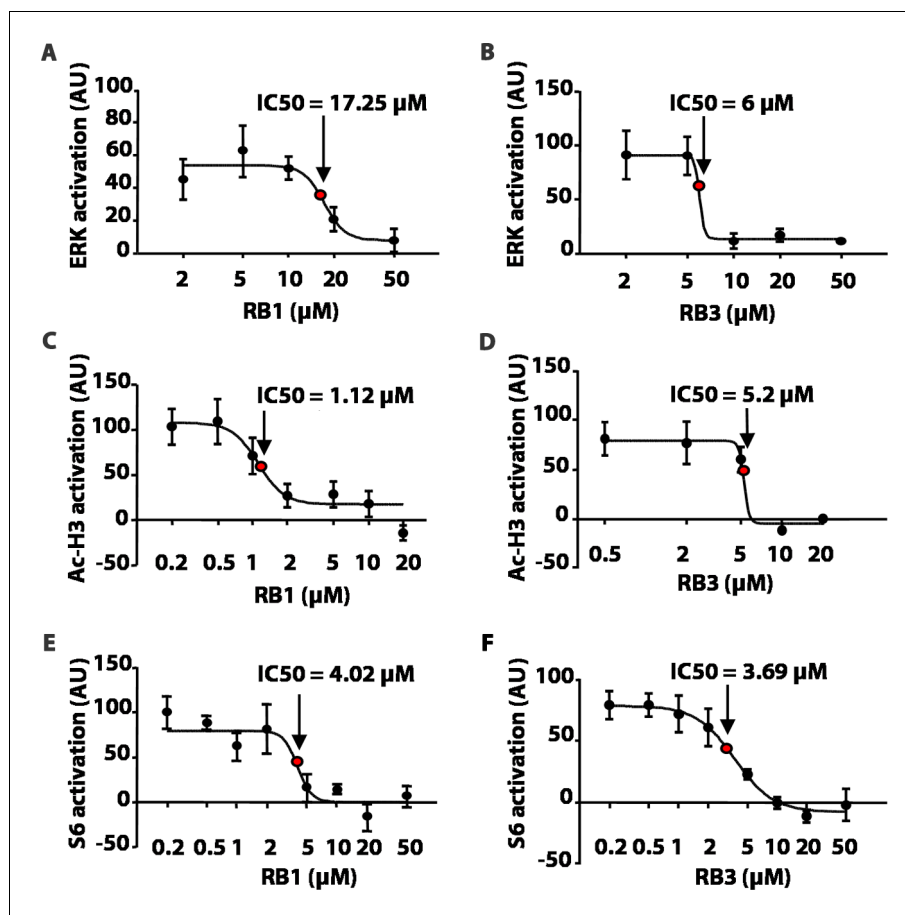 A
ERK activation (AU)
100
80
60
40
20
0
IC50 = 17.25 µM
2 5 10 20 50
RB1 (µM)
B
ERK activation (AU)
150
100
50
0
IC50 = 6 µM
2 5 10 20 50
RB3 (µM)
C
Ac-H3 activation (AU)
150
100
50
0
-50
IC50 = 1.12 µM
0.2 0.5 1 2 5 10 20
RB1 (µM)
D
Ac-H3 activation (AU)
150
100
50
0
-50
IC50 = 5.2 µM
0.5 2 5 10 20
RB3 (µM)
E
S6 activation (AU)
150
100
50
0
-50
IC50 = 4.02 µM
0.2 0.5 1 2 5 10 20 50
RB1 (µM)
F
S6 activation (AU)
100
50
0
-50
IC50 = 3.69 µM
0.2 0.5 1 2 5 10 20 50
RB3 (µM)